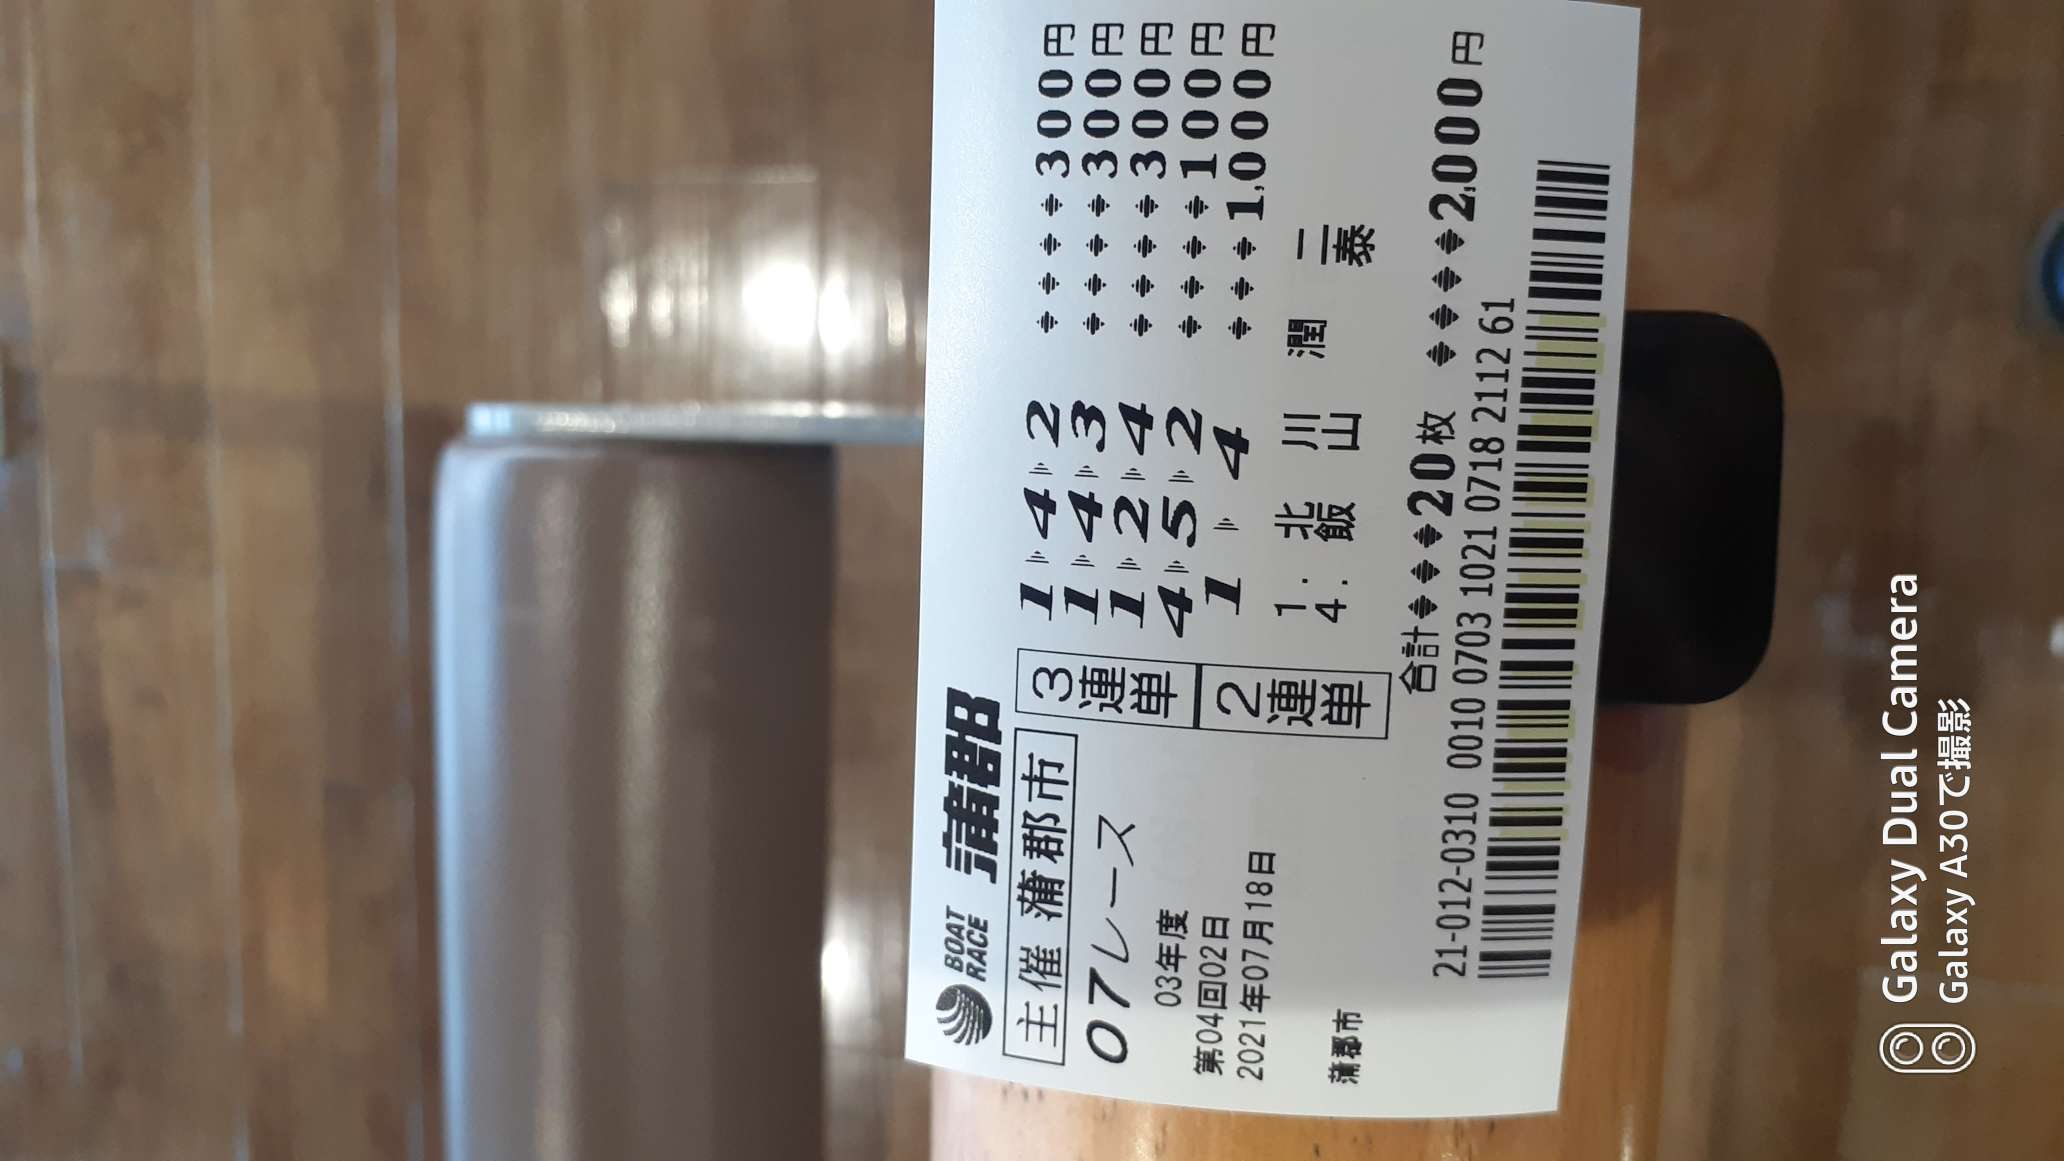 BOAT RACE 蒲郡
主催 蒲郡市
07レース
03年度
第04回02日
2021年07月18日
蒲郡市
3連単
1 4 2 300円
1 4 3 300円
1 2 4 300円
4 5 2 100円
2連単
1 4 1,000円
1: 北川 潤二
4: 飯山 泰
合計 20枚 2,000円
21-012-0310 0010 0703 1021 0718 2112 61
Galaxy Dual Camera
Galaxy A30で撮影